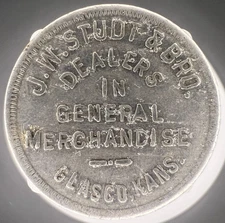 J.W. STUDT & BRO.
DEALERS
IN
GENERAL
MERCHANDISE
GLASCO, KANS.